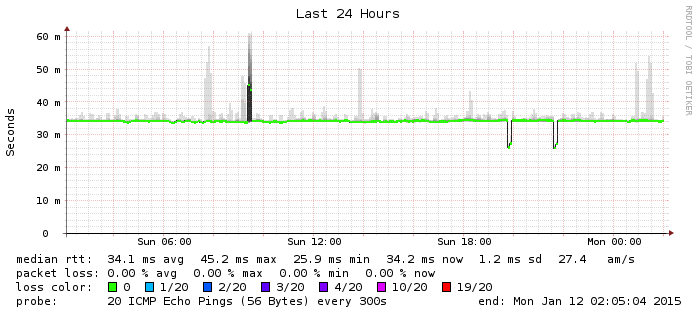 Last 24 Hours
RRDTOOL / TOBI OETIKER
Seconds
60 m
50 m
40 m
30 m
20 m
10 m
0
Sun 06:00 Sun 12:00 Sun 18:00 Mon 00:00
median rtt: 34.1 ms avg 45.2 ms max 25.9 ms min 34.2 ms now 1.2 ms sd 27.4 am/s
packet loss: 0.00 % avg 0.00 % max 0.00 % min 0.00 % now
loss color: 0 1/20 2/20 3/20 4/20 10/20 19/20
probe: 20 ICMP Echo Pings (56 Bytes) every 300s end: Mon Jan 12 02:05:04 2015